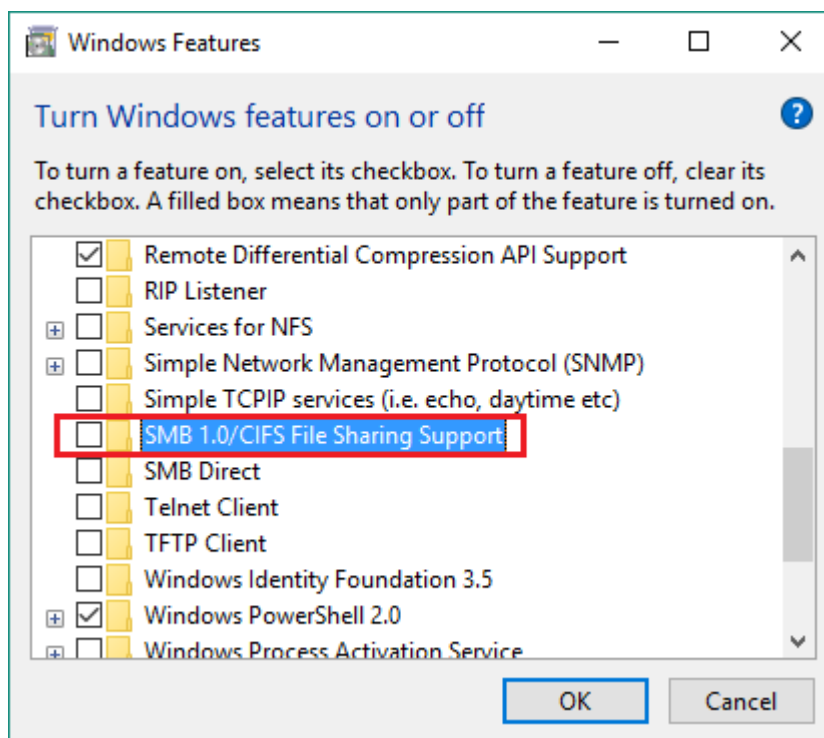 Windows Features
Turn Windows features on or off
?
To turn a feature on, select its checkbox. To turn a feature off, clear its
checkbox. A filled box means that only part of the feature is turned on.
Remote Differential Compression API Support
RIP Listener
Services for NFS
Simple Network Management Protocol (SNMP)
Simple TCPIP services (i.e. echo, daytime etc)
SMB 1.0/CIFS File Sharing Support
SMB Direct
Telnet Client
TFTP Client
Windows Identity Foundation 3.5
Windows PowerShell 2.0
Windows Process Activation Service
OK Cancel